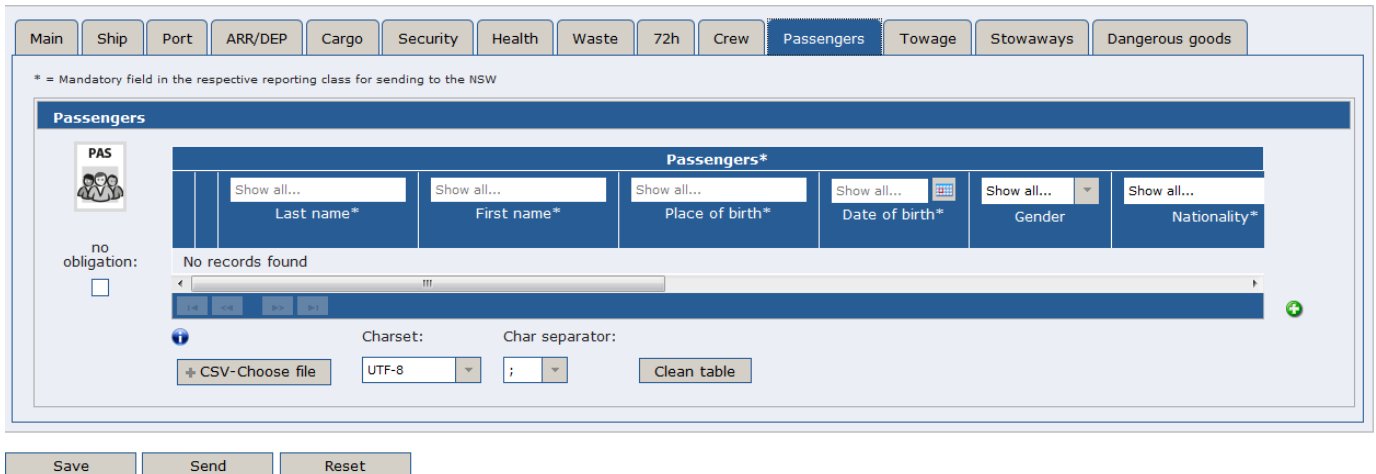 Main Ship Port ARR/DEP Cargo Security Health Waste 72h Crew Passengers Towage Stowaways Dangerous goods
* = Mandatory field in the respective reporting class for sending to the NSW
Passengers
PAS
Passengers*
Show all... Show all... Show all... Show all... Show all... Show all...
Last name* First name* Place of birth* Date of birth* Gender Nationality*
no
obligation:
No records found
Charset: Char separator:
+ CSV-Choose file UTF-8 ; Clean table
Save Send Reset